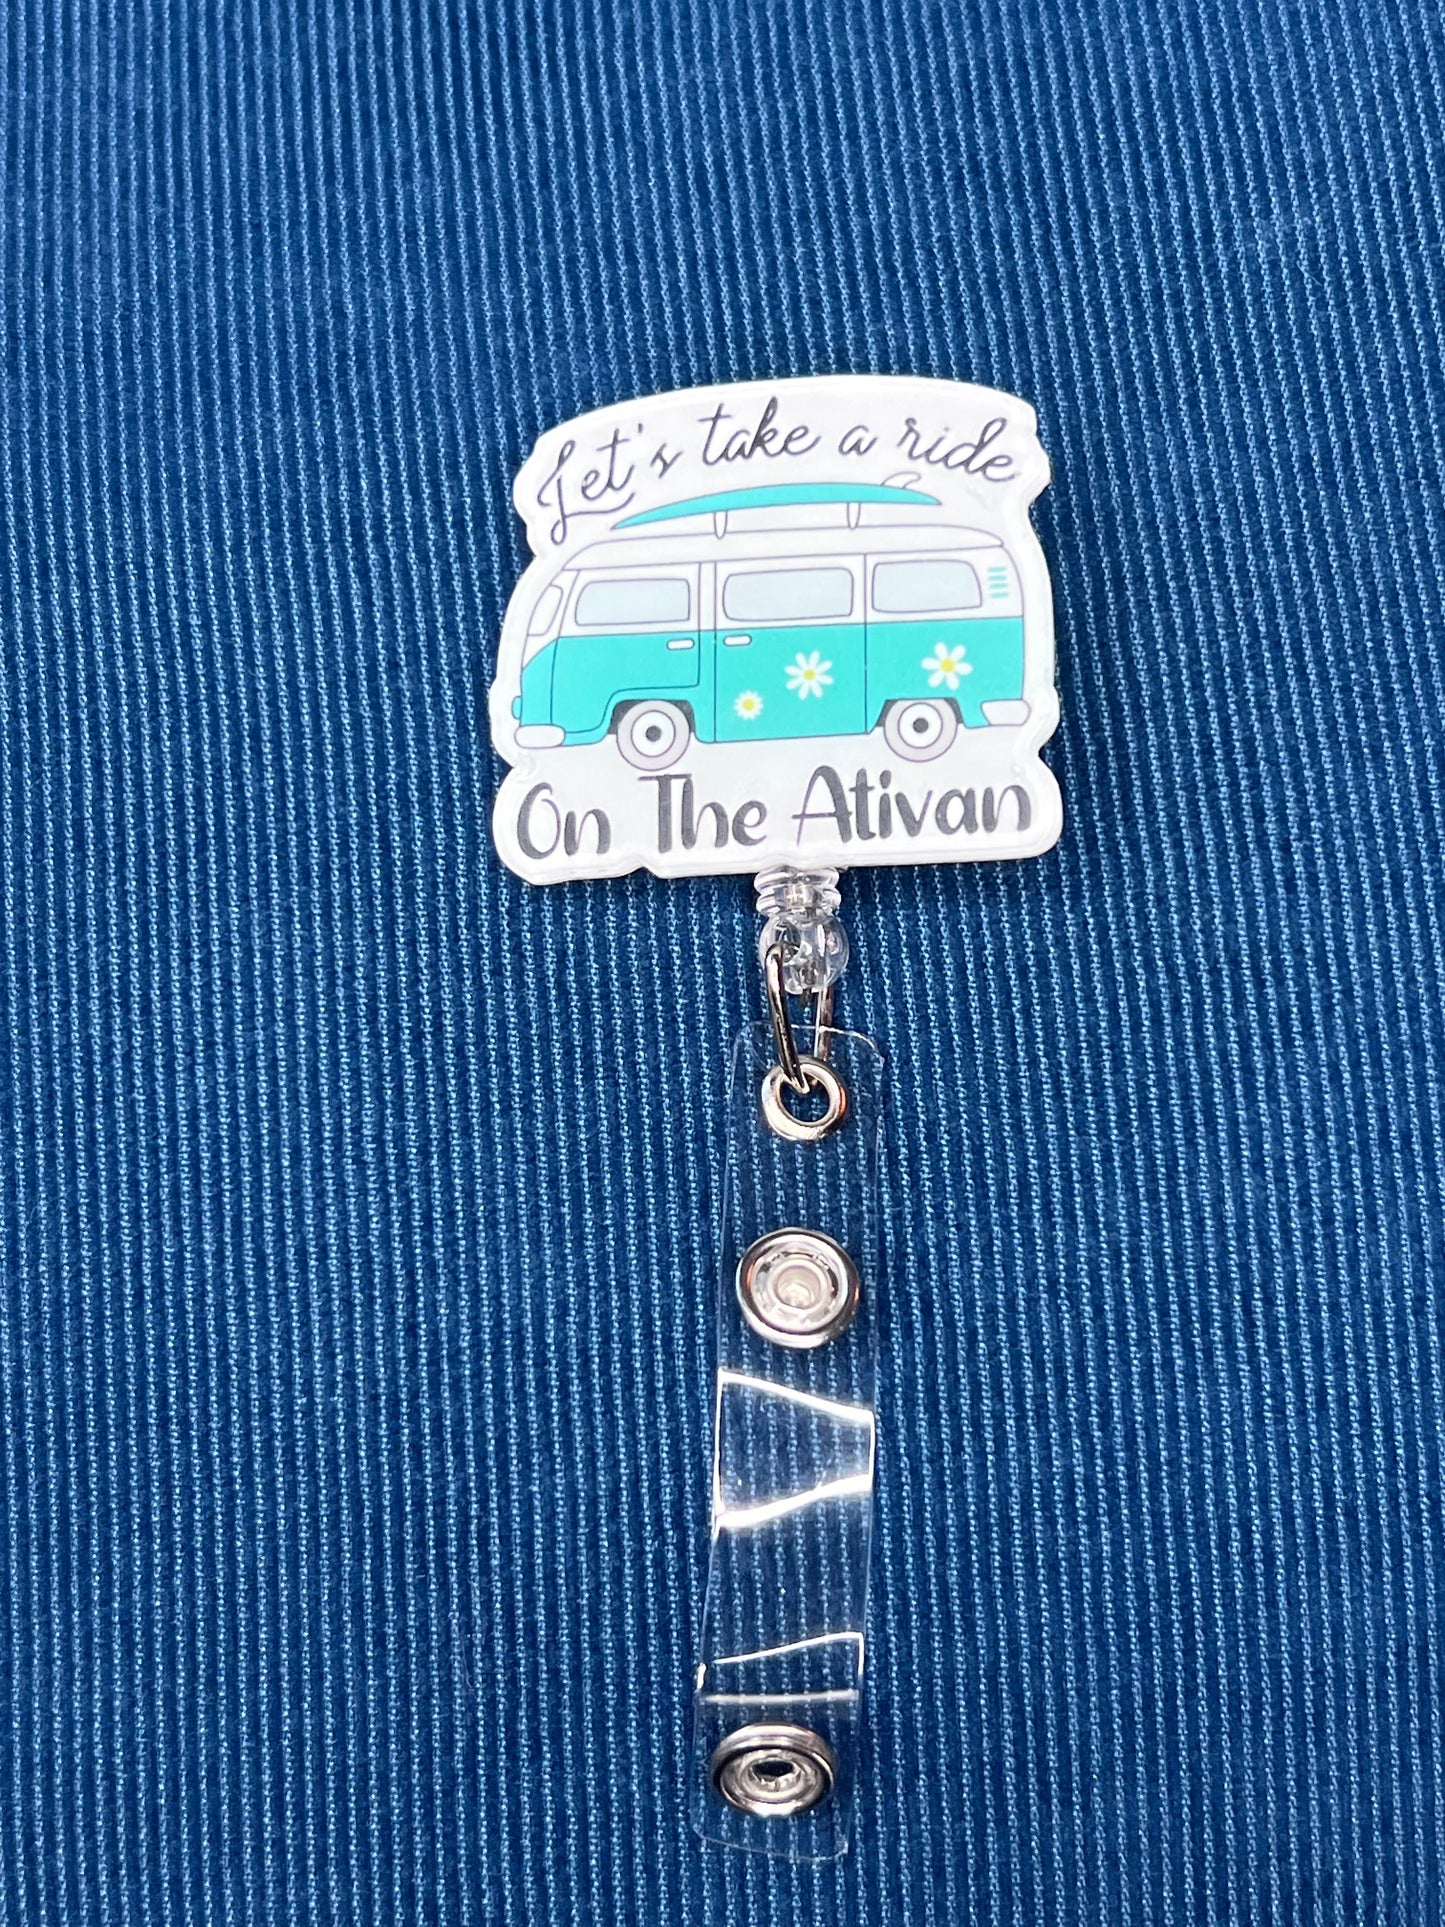 Let's take a ride
On The Ativan